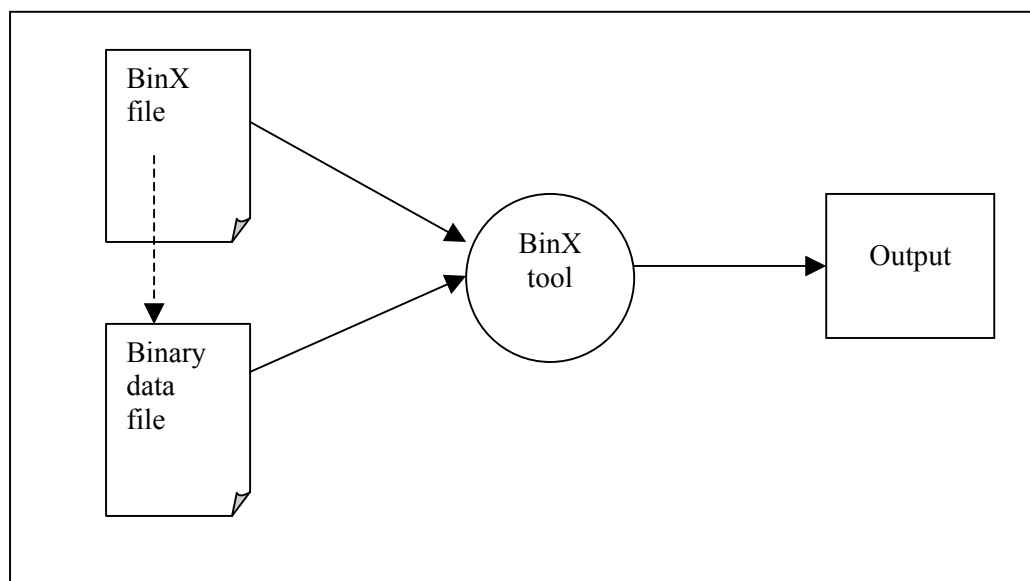 BinX
file
Binary
data
file
BinX
tool
Output